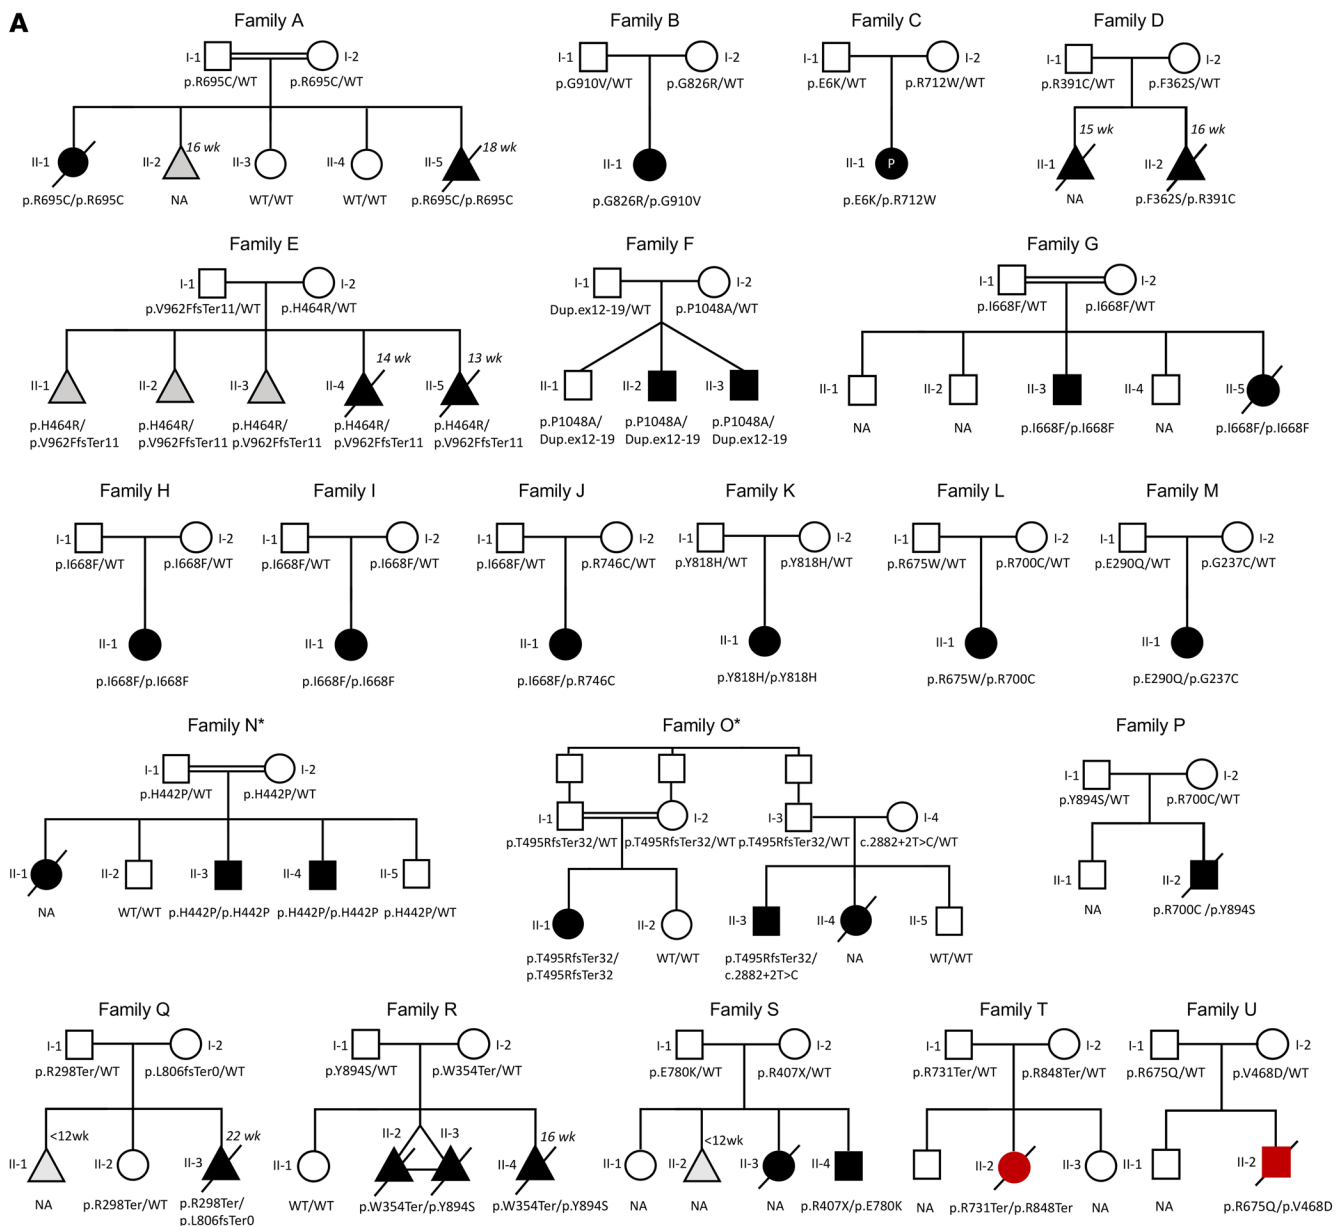 A
Family A
Family B
Family C
Family D
I-1
I-2
I-1
I-2
I-1
I-2
I-1
I-2
p.R695C/WT
p.R695C/WT
p.G910V/WT
p.G826R/WT
p.E6K/WT
p.R712W/WT
p.R391C/WT
p.F362S/WT
16 wk
18 wk
15 wk
16 wk
II-1
II-2
II-3
II-4
II-5
II-1
II-1
P
II-1
II-2
p.R695C/p.R695C
NA
WT/WT
WT/WT
p.R695C/p.R695C
p.G826R/p.G910V
p.E6K/p.R712W
NA
p.F362S/p.R391C
Family E
Family F
Family G
I-1
I-2
I-1
I-2
I-1
I-2
p.V962FfsTer11/WT
p.H464R/WT
Dup.ex12-19/WT
p.P1048A/WT
p.I668F/WT
p.I668F/WT
14 wk
13 wk
II-1
II-2
II-3
II-4
II-5
II-1
II-2
II-3
II-1
II-2
II-3
II-4
II-5
p.H464R/
p.V962FfsTer11
p.H464R/
p.V962FfsTer11
p.H464R/
p.V962FfsTer11
p.H464R/
p.V962FfsTer11
p.H464R/
p.V962FfsTer11
p.P1048A/
Dup.ex12-19
p.P1048A/
Dup.ex12-19
p.P1048A/
Dup.ex12-19
NA
NA
p.I668F/p.I668F
NA
p.I668F/p.I668F
Family H
Family I
Family J
Family K
Family L
Family M
I-1
I-2
I-1
I-2
I-1
I-2
I-1
I-2
I-1
I-2
I-1
I-2
p.I668F/WT
p.I668F/WT
p.I668F/WT
p.I668F/WT
p.I668F/WT
p.R746C/WT
p.Y818H/WT
p.Y818H/WT
p.R675W/WT
p.R700C/WT
p.E290Q/WT
p.G237C/WT
II-1
II-1
II-1
II-1
II-1
II-1
p.I668F/p.I668F
p.I668F/p.I668F
p.I668F/p.R746C
p.Y818H/p.Y818H
p.R675W/p.R700C
p.E290Q/p.G237C
Family N*
Family O*
Family P
I-1
I-2
I-1
I-2
I-3
I-4
I-1
I-2
p.H442P/WT
p.H442P/WT
p.T495RfsTer32/WT
p.T495RfsTer32/WT
p.T495RfsTer32/WT
c.2882+2T>C/WT
p.Y894S/WT
p.R700C/WT
II-1
II-2
II-3
II-4
II-5
II-1
II-2
II-3
II-4
II-5
II-1
II-2
NA
WT/WT
p.H442P/p.H442P
p.H442P/p.H442P
p.H442P/WT
p.T495RfsTer32/
p.T495RfsTer32
WT/WT
p.T495RfsTer32/
c.2882+2T>C
NA
WT/WT
NA
p.R700C /p.Y894S
Family Q
Family R
Family S
Family T
Family U
I-1
I-2
I-1
I-2
I-1
I-2
I-1
I-2
I-1
I-2
p.R298Ter/WT
p.L806fsTer0/WT
p.Y894S/WT
p.W354Ter/WT
p.E780K/WT
p.R407X/WT
p.R731Ter/WT
p.R848Ter/WT
p.R675Q/WT
p.V468D/WT
<12wk
22 wk
16 wk
<12wk
II-1
II-2
II-3
II-1
II-2
II-3
II-4
II-1
II-2
II-3
II-4
II-2
II-3
II-1
II-2
NA
p.R298Ter/WT
p.R298Ter/
p.L806fsTer0
WT/WT
p.W354Ter/p.Y894S
p.W354Ter/p.Y894S
NA
NA
NA
p.R407X/p.E780K
NA
p.R731Ter/p.R848Ter
NA
NA
p.R675Q/p.V468D